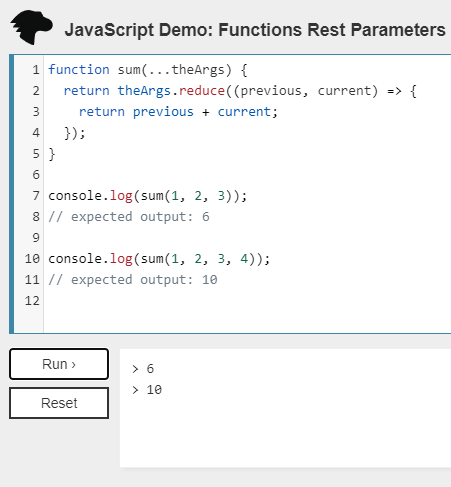 JavaScript Demo: Functions Rest Parameters
1 function sum(...theArgs) {
2   return theArgs.reduce((previous, current) => {
3     return previous + current;
4   });
5 }
6
7 console.log(sum(1, 2, 3));
8 // expected output: 6
9
10 console.log(sum(1, 2, 3, 4));
11 // expected output: 10
12
Run ›
> 6
> 10
Reset